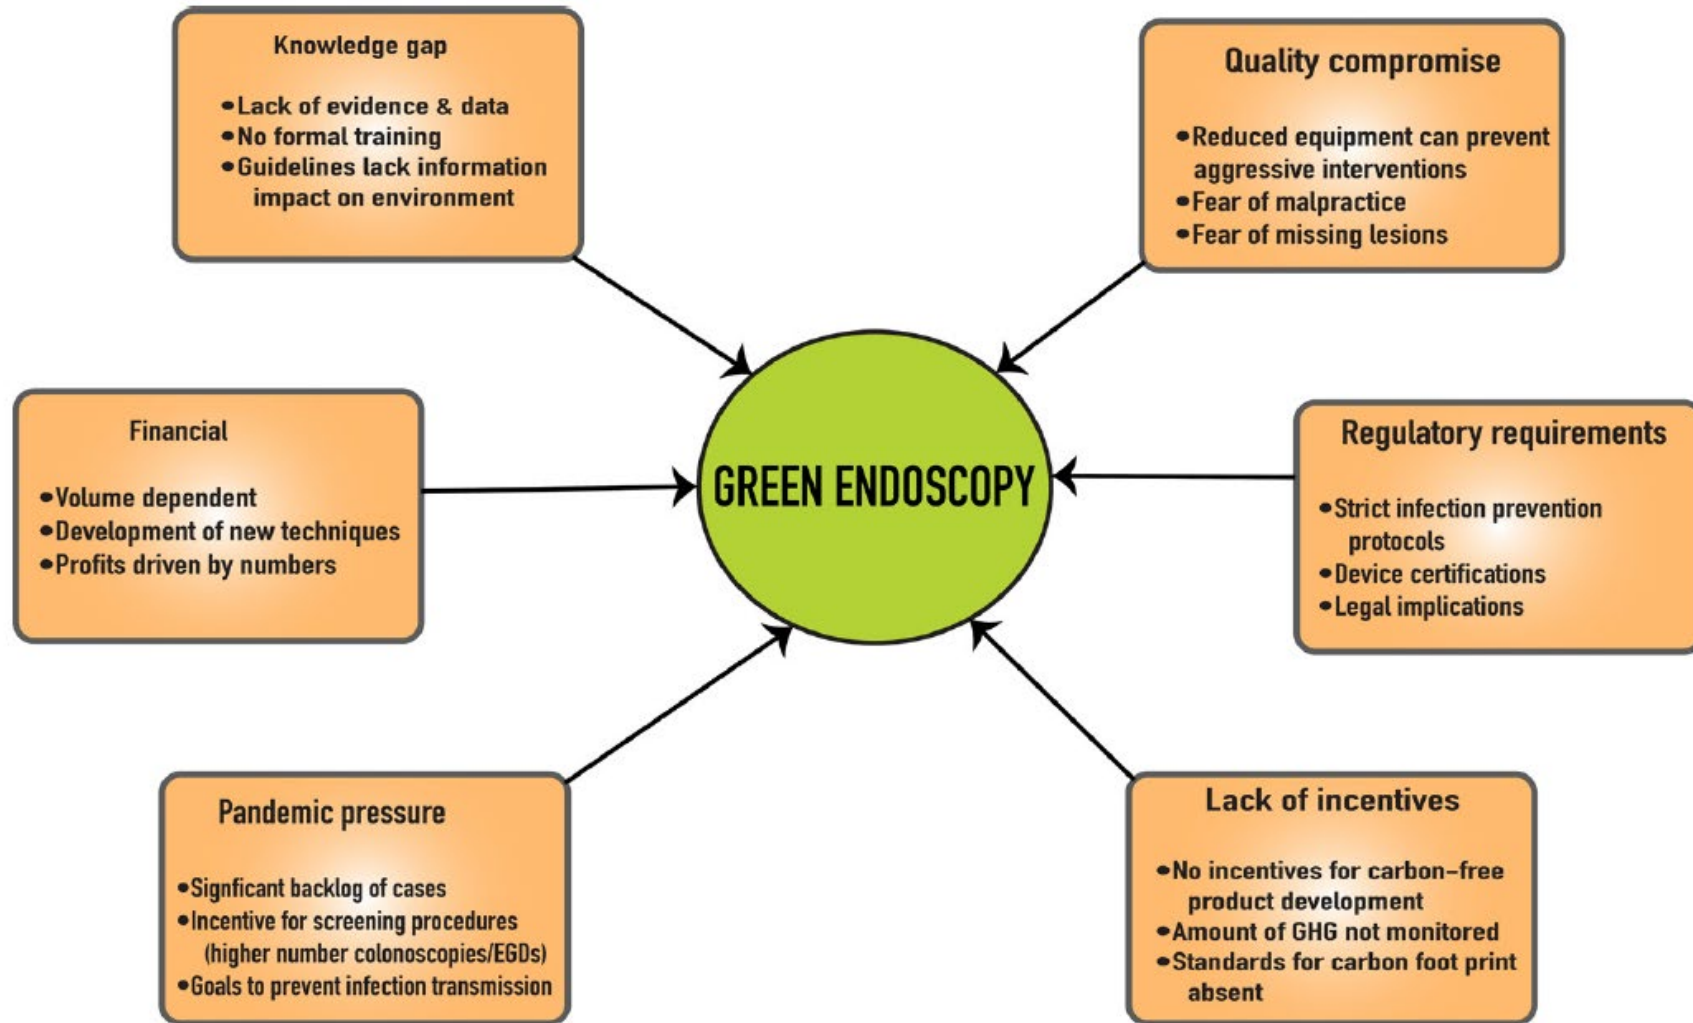 Knowledge gap
•Lack of evidence & data
•No formal training
•Guidelines lack information
impact on environment
Quality compromise
•Reduced equipment can prevent
aggressive interventions
•Fear of malpractice
•Fear of missing lesions
Financial
•Volume dependent
•Development of new techniques
•Profits driven by numbers
GREEN ENDOSCOPY
Regulatory requirements
•Strict infection prevention
protocols
•Device certifications
•Legal implications
Pandemic pressure
•Signficant backlog of cases
•Incentive for screening procedures
(higher number colonoscopies/EGDs)
•Goals to prevent infection transmission
Lack of incentives
•No incentives for carbon-free
product development
•Amount of GHG not monitored
•Standards for carbon foot print
absent